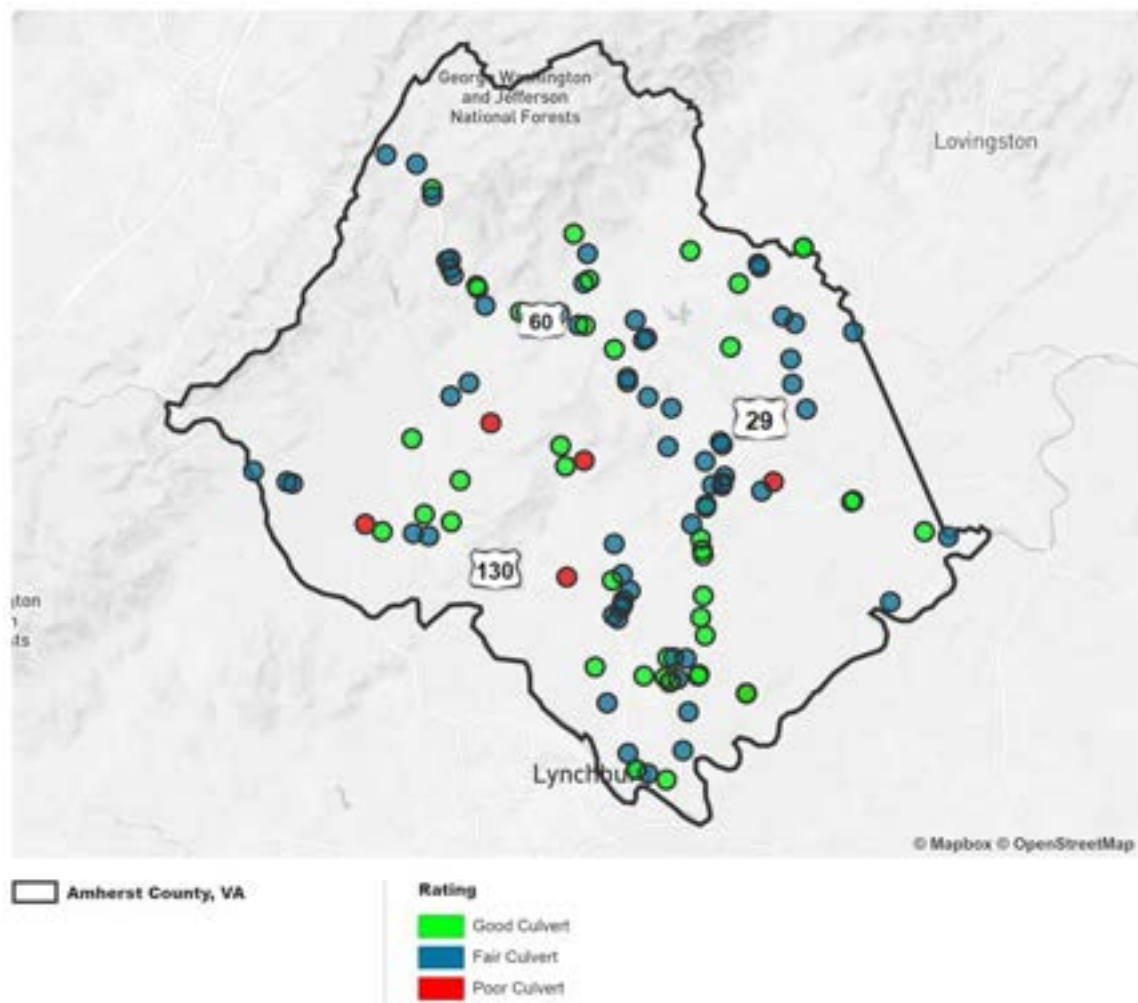 George Washington
and Jefferson
National Forests
Lovingston
60
29
130
Lynchbu
© Mapbox © OpenStreetMap
Amherst County, VA
Rating
Good Culvert
Fair Culvert
Poor Culvert